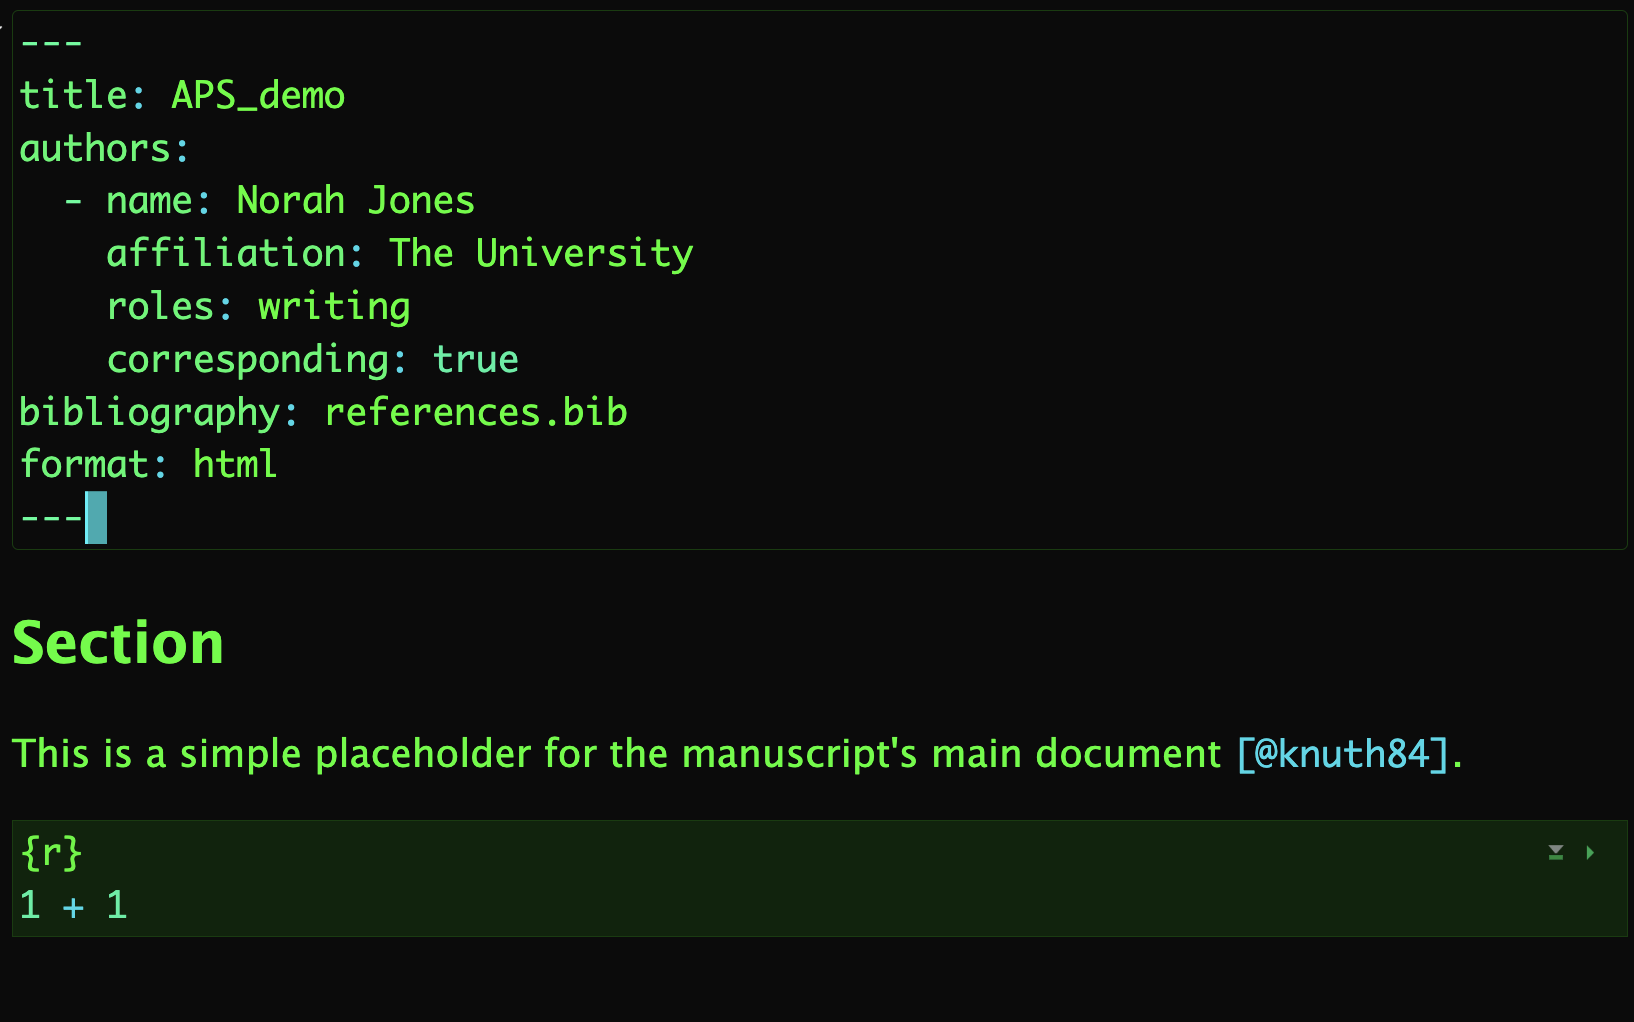 ---
title: APS_demo
authors:
  - name: Norah Jones
    affiliation: The University
    roles: writing
    corresponding: true
bibliography: references.bib
format: html
---
Section
This is a simple placeholder for the manuscript's main document [@knuth84].
{r}
1 + 1